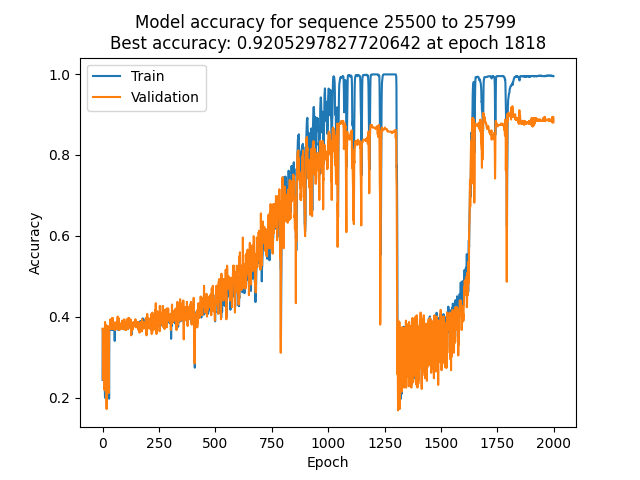 Model accuracy for sequence 25500 to 25799
Best accuracy: 0.9205297827720642 at epoch 1818
Train
Validation
1.0
0.8
0.6
0.4
0.2
Accuracy
0 250 500 750 1000 1250 1500 1750 2000
Epoch